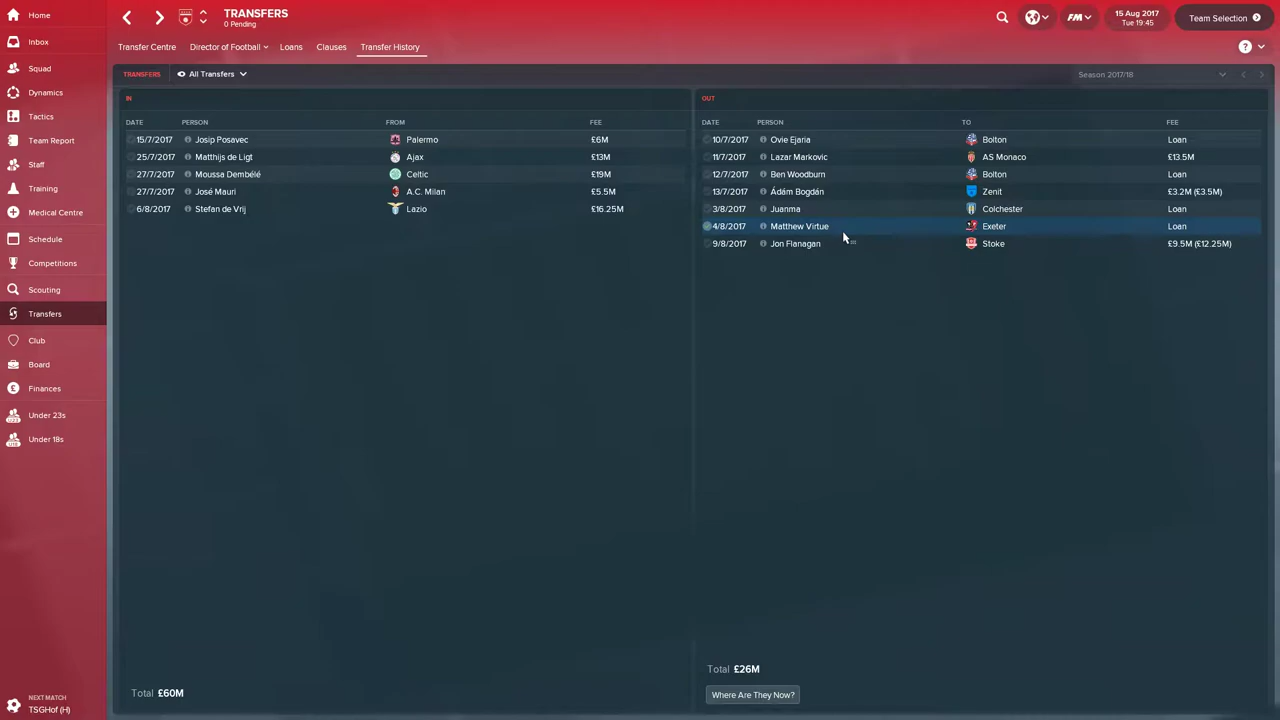 Home
Inbox
Squad
Dynamics
Tactics
Team Report
Staff
Training
Medical Centre
Schedule
Competitions
Scouting
Transfers
Club
Board
Finances
Under 23s
Under 18s
NEXT MATCH
TSGHof (H)
TRANSFERS
0 Pending
FM
15 Aug 2017
Tue 19:45
Team Selection
Transfer Centre Director of Football Loans Clauses Transfer History
?
TRANSFERS All Transfers Season 2017/18
IN
DATE PERSON FROM FEE
15/7/2017 Josip Posavec Palermo £6M
25/7/2017 Matthijs de Ligt Ajax £13M
27/7/2017 Moussa Dembélé Celtic £19M
27/7/2017 José Mauri A.C. Milan £5.5M
6/8/2017 Stefan de Vrij Lazio £16.25M
Total £60M
OUT
DATE PERSON TO FEE
10/7/2017 Ovie Ejaria Bolton Loan
11/7/2017 Lazar Markovic AS Monaco £13.5M
12/7/2017 Ben Woodburn Bolton Loan
13/7/2017 Ádám Bogdán Zenit £3.2M (£3.5M)
3/8/2017 Juanma Colchester Loan
4/8/2017 Matthew Virtue Exeter Loan
9/8/2017 Jon Flanagan Stoke £9.5M (£12.25M)
Total £26M
Where Are They Now?